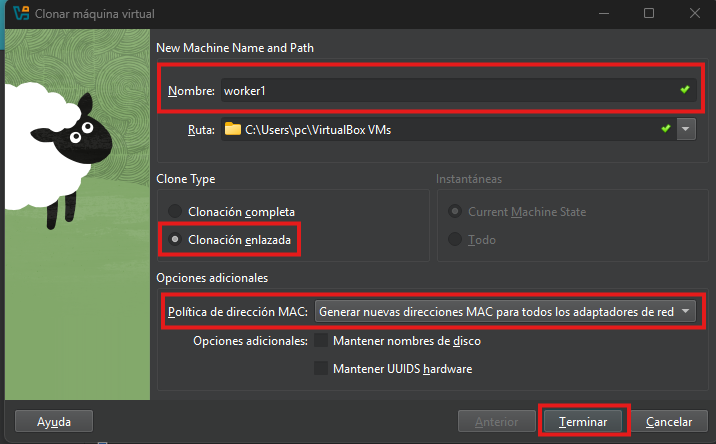 Clonar máquina virtual
New Machine Name and Path
Nombre: worker1
Ruta: C:\Users\pc\VirtualBox VMs
Clone Type
Instantáneas
Clonación completa
Current Machine State
Clonación enlazada
Todo
Opciones adicionales
Política de dirección MAC: Generar nuevas direcciones MAC para todos los adaptadores de red
Opciones adicionales: Mantener nombres de disco
Mantener UUIDS hardware
Ayuda
Anterior
Terminar
Cancelar